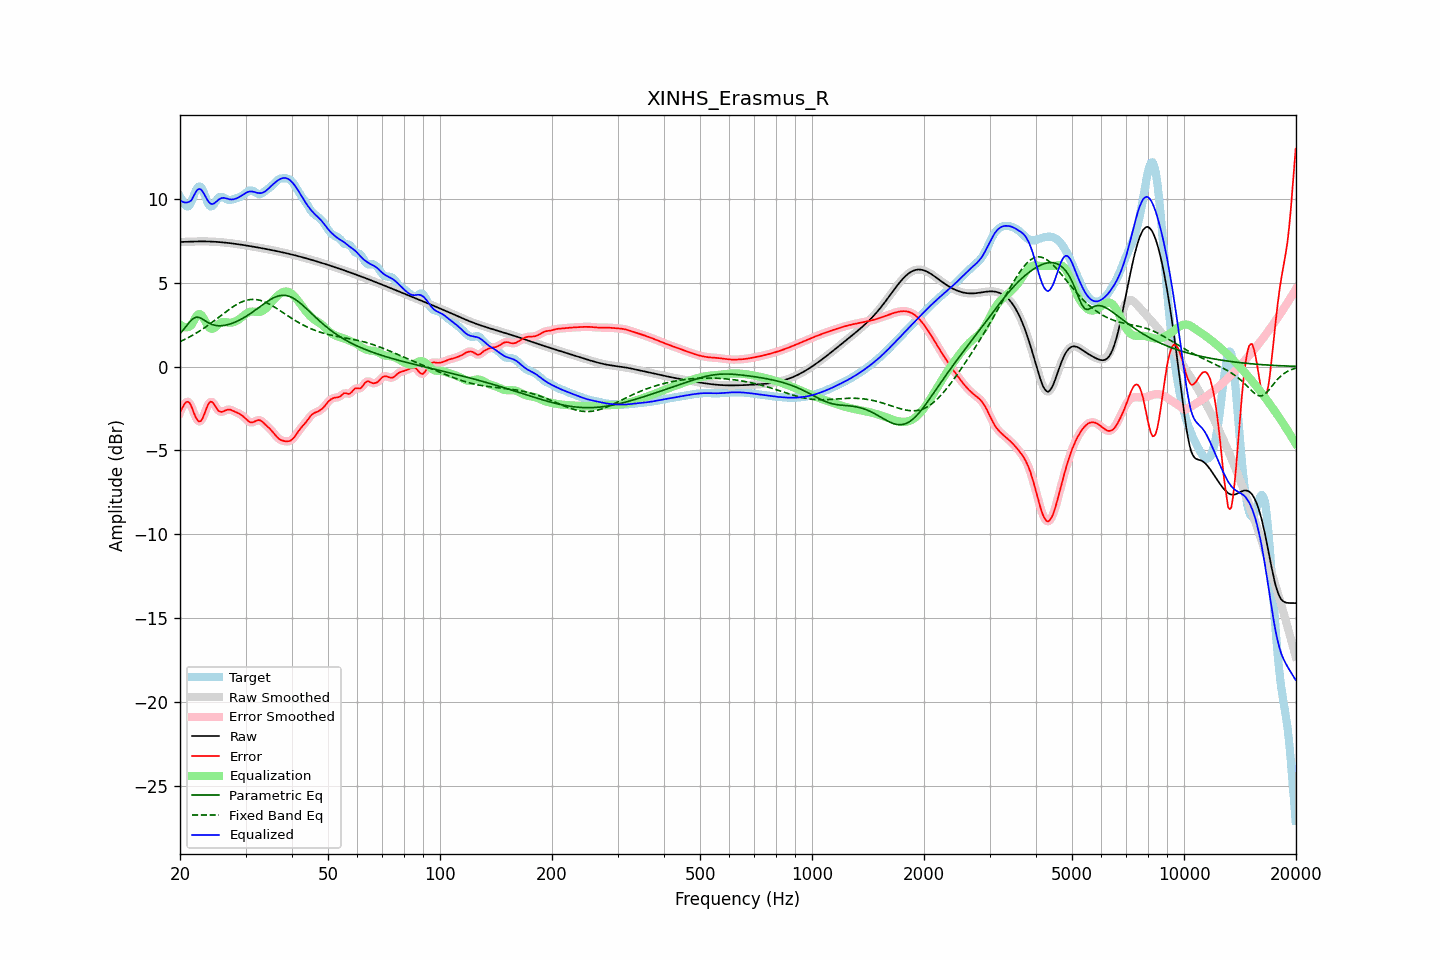 XINHS_Erasmus_R
Amplitude (dBr)
10
5
0
−5
−10
−15
−20
−25
Target
Raw Smoothed
Error Smoothed
Raw
Error
Equalization
Parametric Eq
Fixed Band Eq
Equalized
20 50 100 200 500 1000 2000 5000 10000 20000
Frequency (Hz)